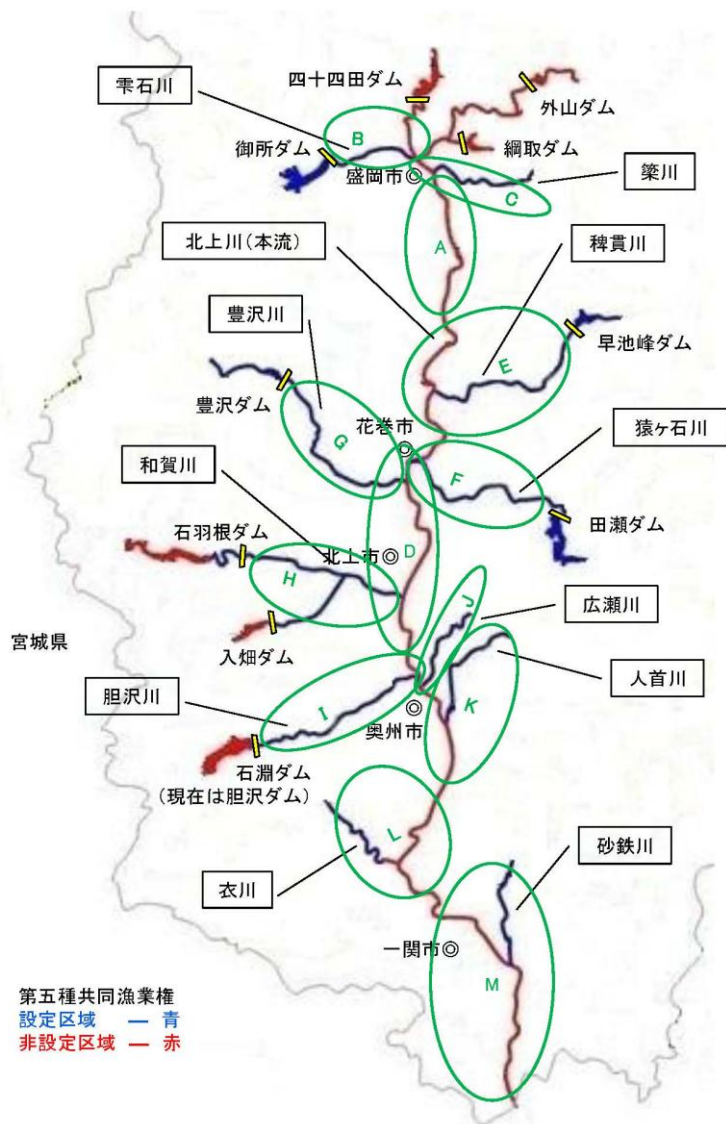 四十四田ダム
雫石川
外山ダム
B
御所ダム
綱取ダム
盛岡市◎
簗川
C
北上川(本流)
A
稗貫川
豊沢川
早池峰ダム
E
豊沢ダム
花巻市
◎
猿ヶ石川
G
F
和賀川
田瀬ダム
石羽根ダム
北上市◎
D
H
J
広瀬川
宮城県
入畑ダム
人首川
胆沢川
I
K
◎
奥州市
石淵ダム
(現在は胆沢ダム)
L
砂鉄川
衣川
一関市◎
M
第五種共同漁業権
設定区域 ― 青
非設定区域 ― 赤